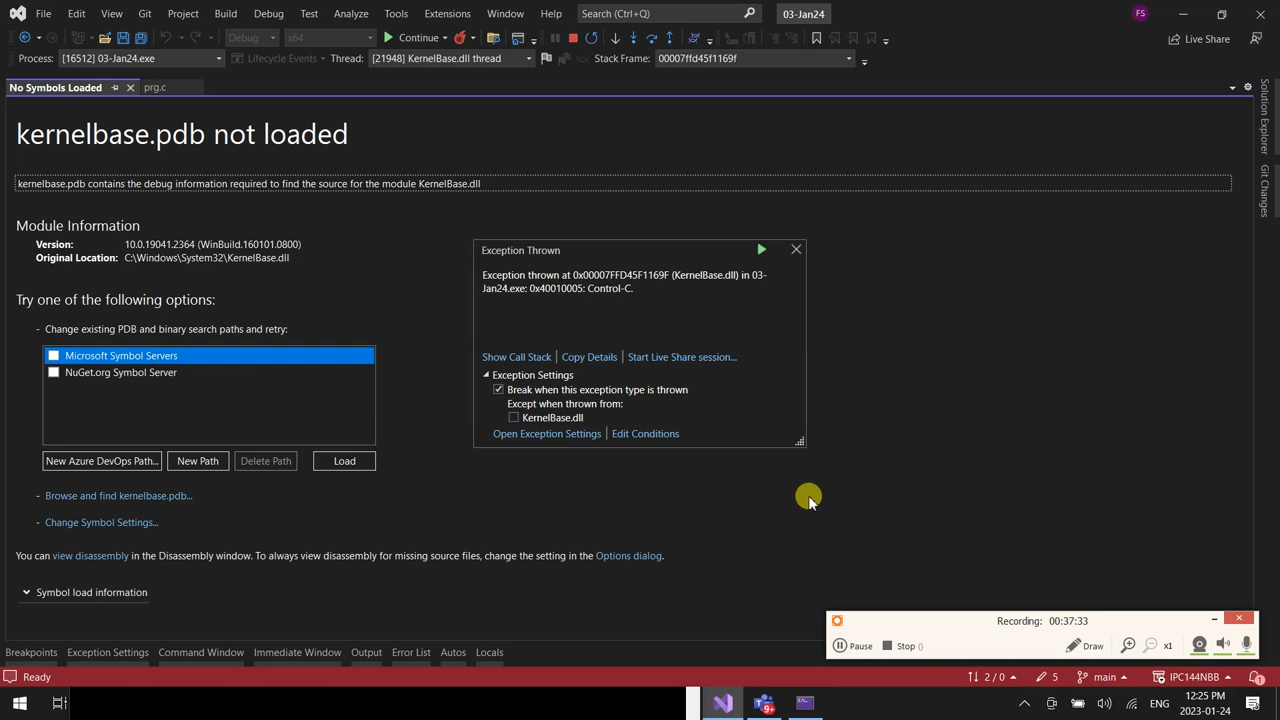 File Edit View Git Project Build Debug Test Analyze Tools Extensions Window Help Search (Ctrl+Q) 03-Jan24 FS
Debug x64 Continue Live Share
Process: [16512] 03-Jan24.exe Lifecycle Events Thread: [21948] KernelBase.dll thread Stack Frame: 00007ffd45f1169f
No Symbols Loaded prg.c
Solution Explorer
Git Changes
kernelbase.pdb not loaded
kernelbase.pdb contains the debug information required to find the source for the module KernelBase.dll
Module Information
Version: 10.0.19041.2364 (WinBuild.160101.0800)
Original Location: C:\Windows\System32\KernelBase.dll
Try one of the following options:
- Change existing PDB and binary search paths and retry:
Microsoft Symbol Servers
NuGet.org Symbol Server
New Azure DevOps Path... New Path Delete Path Load
- Browse and find kernelbase.pdb...
- Change Symbol Settings...
You can view disassembly in the Disassembly window. To always view disassembly for missing source files, change the setting in the Options dialog.
Symbol load information
Exception Thrown
Exception thrown at 0x00007FFD45F1169F (KernelBase.dll) in 03-
Jan24.exe: 0x40010005: Control-C.
Show Call Stack | Copy Details | Start Live Share session...
Exception Settings
Break when this exception type is thrown
Except when thrown from:
KernelBase.dll
Open Exception Settings | Edit Conditions
Recording: 00:37:33
Pause Stop () Draw x1
Breakpoints Exception Settings Command Window Immediate Window Output Error List Autos Locals
Ready 2 / 0 5 main IPC144NBB 1
9+ ENG 12:25 PM
2023-01-24